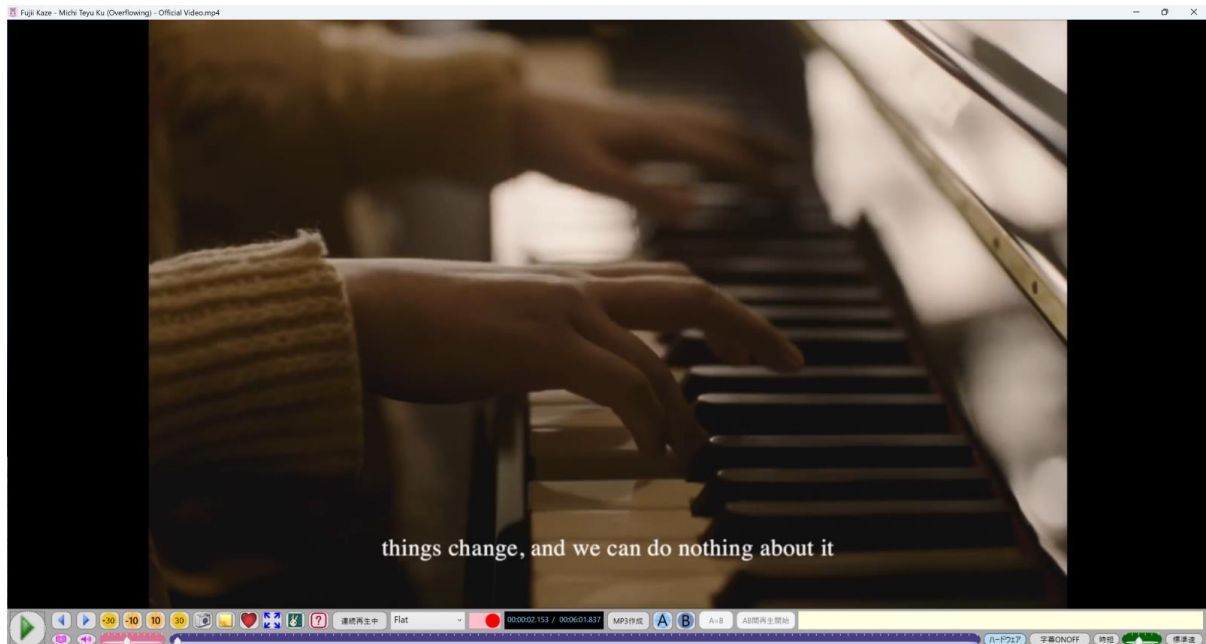 Fujii Kaze - Michi Teyu Ku (Overflowing) - Official Video.mp4
things change, and we can do nothing about it
-30 -10 10 30 ? 連続再生中 Flat 00:00:02.153 / 00:06:01.837 MP3作成 A B A=B AB間再生開始
ハードウェア 字幕ONOFF 時短 標準速